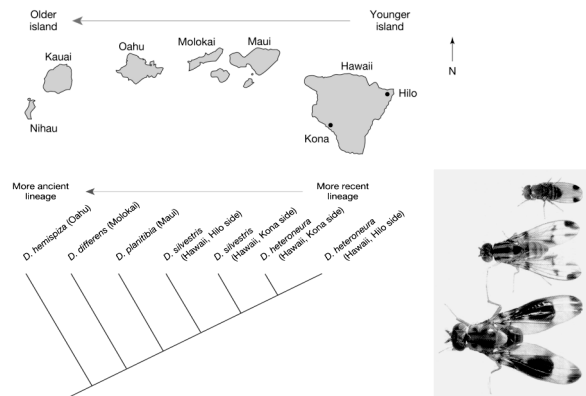 Older
island
Younger
island
Kauai
Oahu
Molokai
Maui
Hawaii
N
Hilo
Nihau
Kona
More ancient
lineage
More recent
lineage
D. hemispiza (Oahu)
D. differens (Molokai)
D. planitibia (Maui)
D. silvestris
(Hawaii, Hilo side)
D. silvestris
(Hawaii, Kona side)
D. heteroneura
(Hawaii, Kona side)
D. heteroneura
(Hawaii, Hilo side)